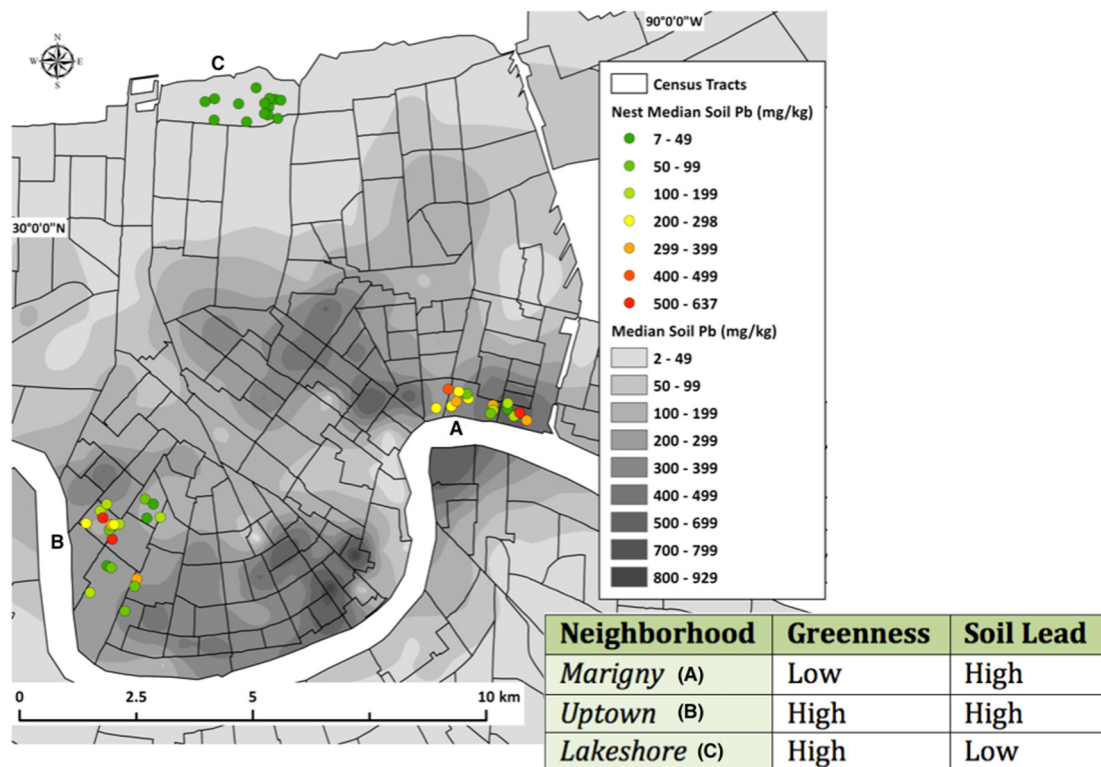 90°0'0"W
N
W E
S
C
30°0'0"N
Census Tracts
Nest Median Soil Pb (mg/kg)
7 - 49
50 - 99
100 - 199
200 - 298
299 - 399
400 - 499
500 - 637
Median Soil Pb (mg/kg)
2 - 49
50 - 99
100 - 199
200 - 299
300 - 399
400 - 499
500 - 699
700 - 799
800 - 929
A
B
0 2.5 5 10 km
Neighborhood Greenness Soil Lead
Marigny (A) Low High
Uptown (B) High High
Lakeshore (C) High Low